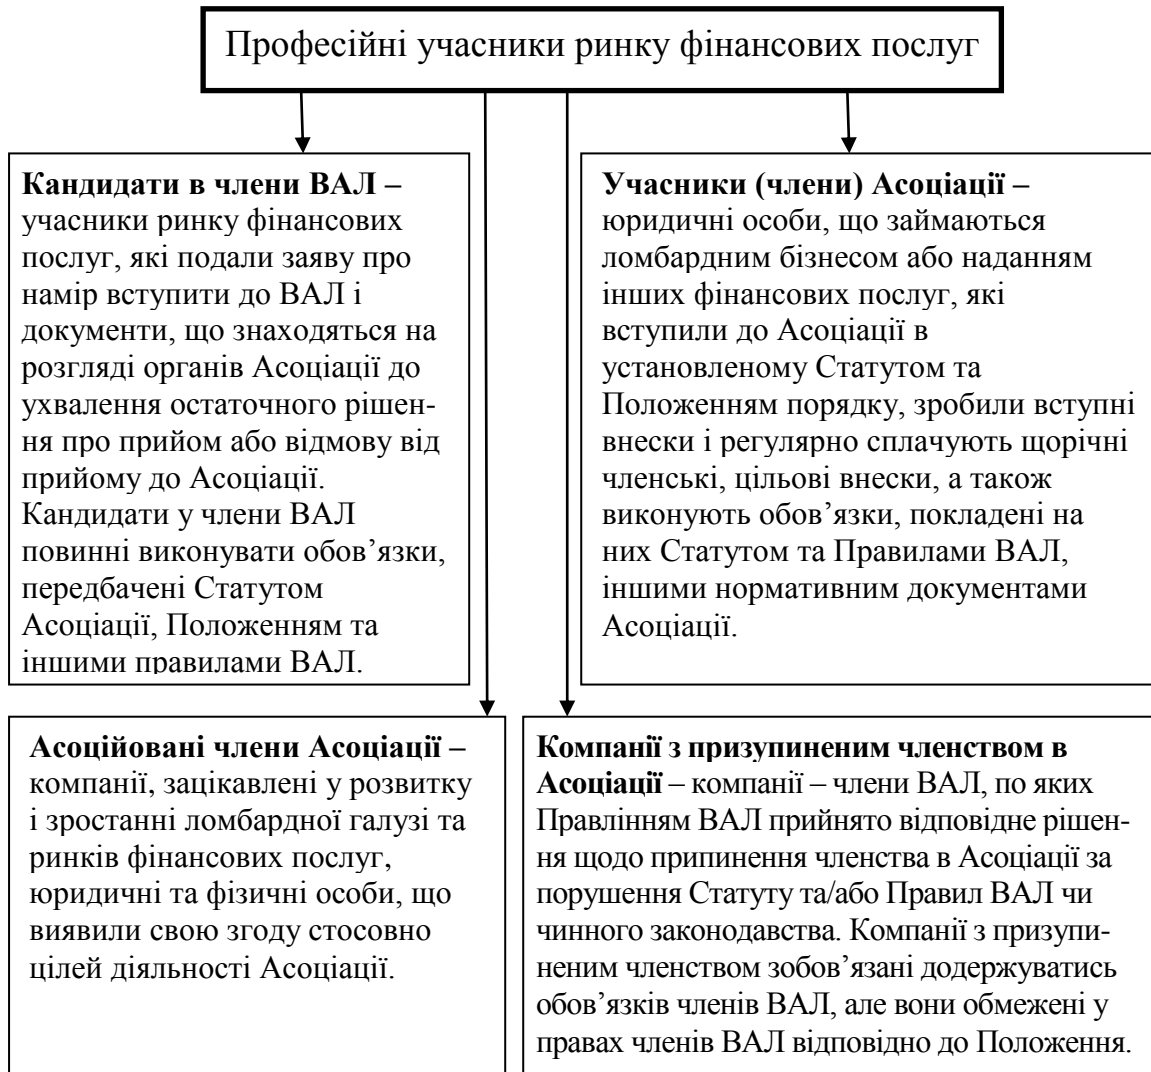 Професійні учасники ринку фінансових послуг
Кандидати в члени ВАЛ –
учасники ринку фінансових
послуг, які подали заяву про
намір вступити до ВАЛ і
документи, що знаходяться на
розгляді органів Асоціації до
ухвалення остаточного рішен-
ня про прийом або відмову від
прийому до Асоціації.
Кандидати у члени ВАЛ
повинні виконувати обов’язки,
передбачені Статутом
Асоціації, Положенням та
іншими правилами ВАЛ.
Учасники (члени) Асоціації –
юридичні особи, що займаються
ломбардним бізнесом або наданням
інших фінансових послуг, які
вступили до Асоціації в
установленому Статутом та
Положенням порядку, зробили вступні
внески і регулярно сплачують щорічні
членські, цільові внески, а також
виконують обов’язки, покладені на
них Статутом та Правилами ВАЛ,
іншими нормативним документами
Асоціації.
Асоційовані члени Асоціації –
компанії, зацікавлені у розвитку
і зростанні ломбардної галузі та
ринків фінансових послуг,
юридичні та фізичні особи, що
виявили свою згоду стосовно
цілей діяльності Асоціації.
Компанії з призупиненим членством в
Асоціації – компанії – члени ВАЛ, по яких
Правлінням ВАЛ прийнято відповідне рішен-
ня щодо припинення членства в Асоціації за
порушення Статуту та/або Правил ВАЛ чи
чинного законодавства. Компанії з призупи-
неним членством зобов’язані додержуватись
обов’язків членів ВАЛ, але вони обмежені у
правах членів ВАЛ відповідно до Положення.